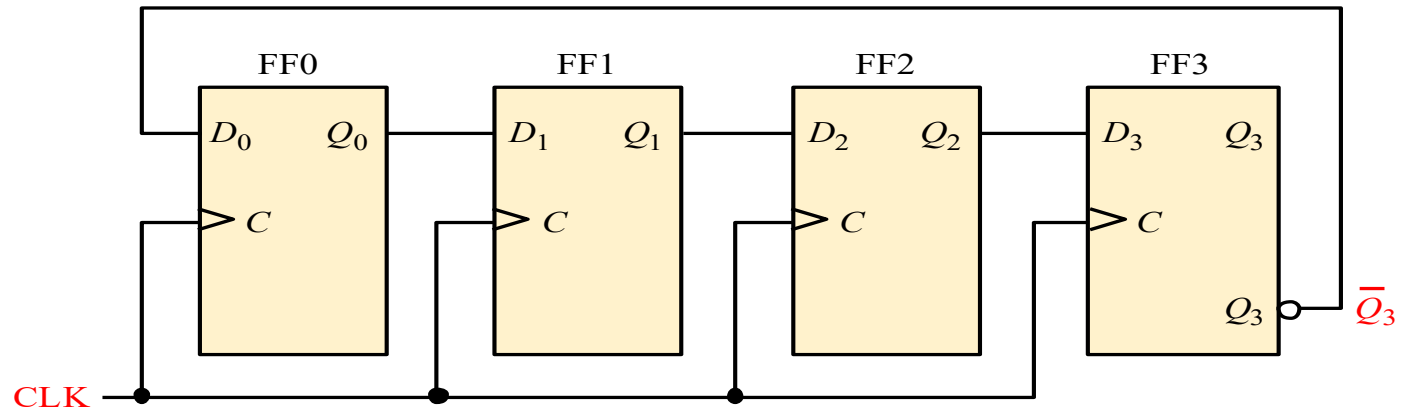 FF0 FF1 FF2 FF3
D₀ Q₀ D₁ Q₁ D₂ Q₂ D₃ Q₃
C C C C
Q₃ Q̅₃
CLK